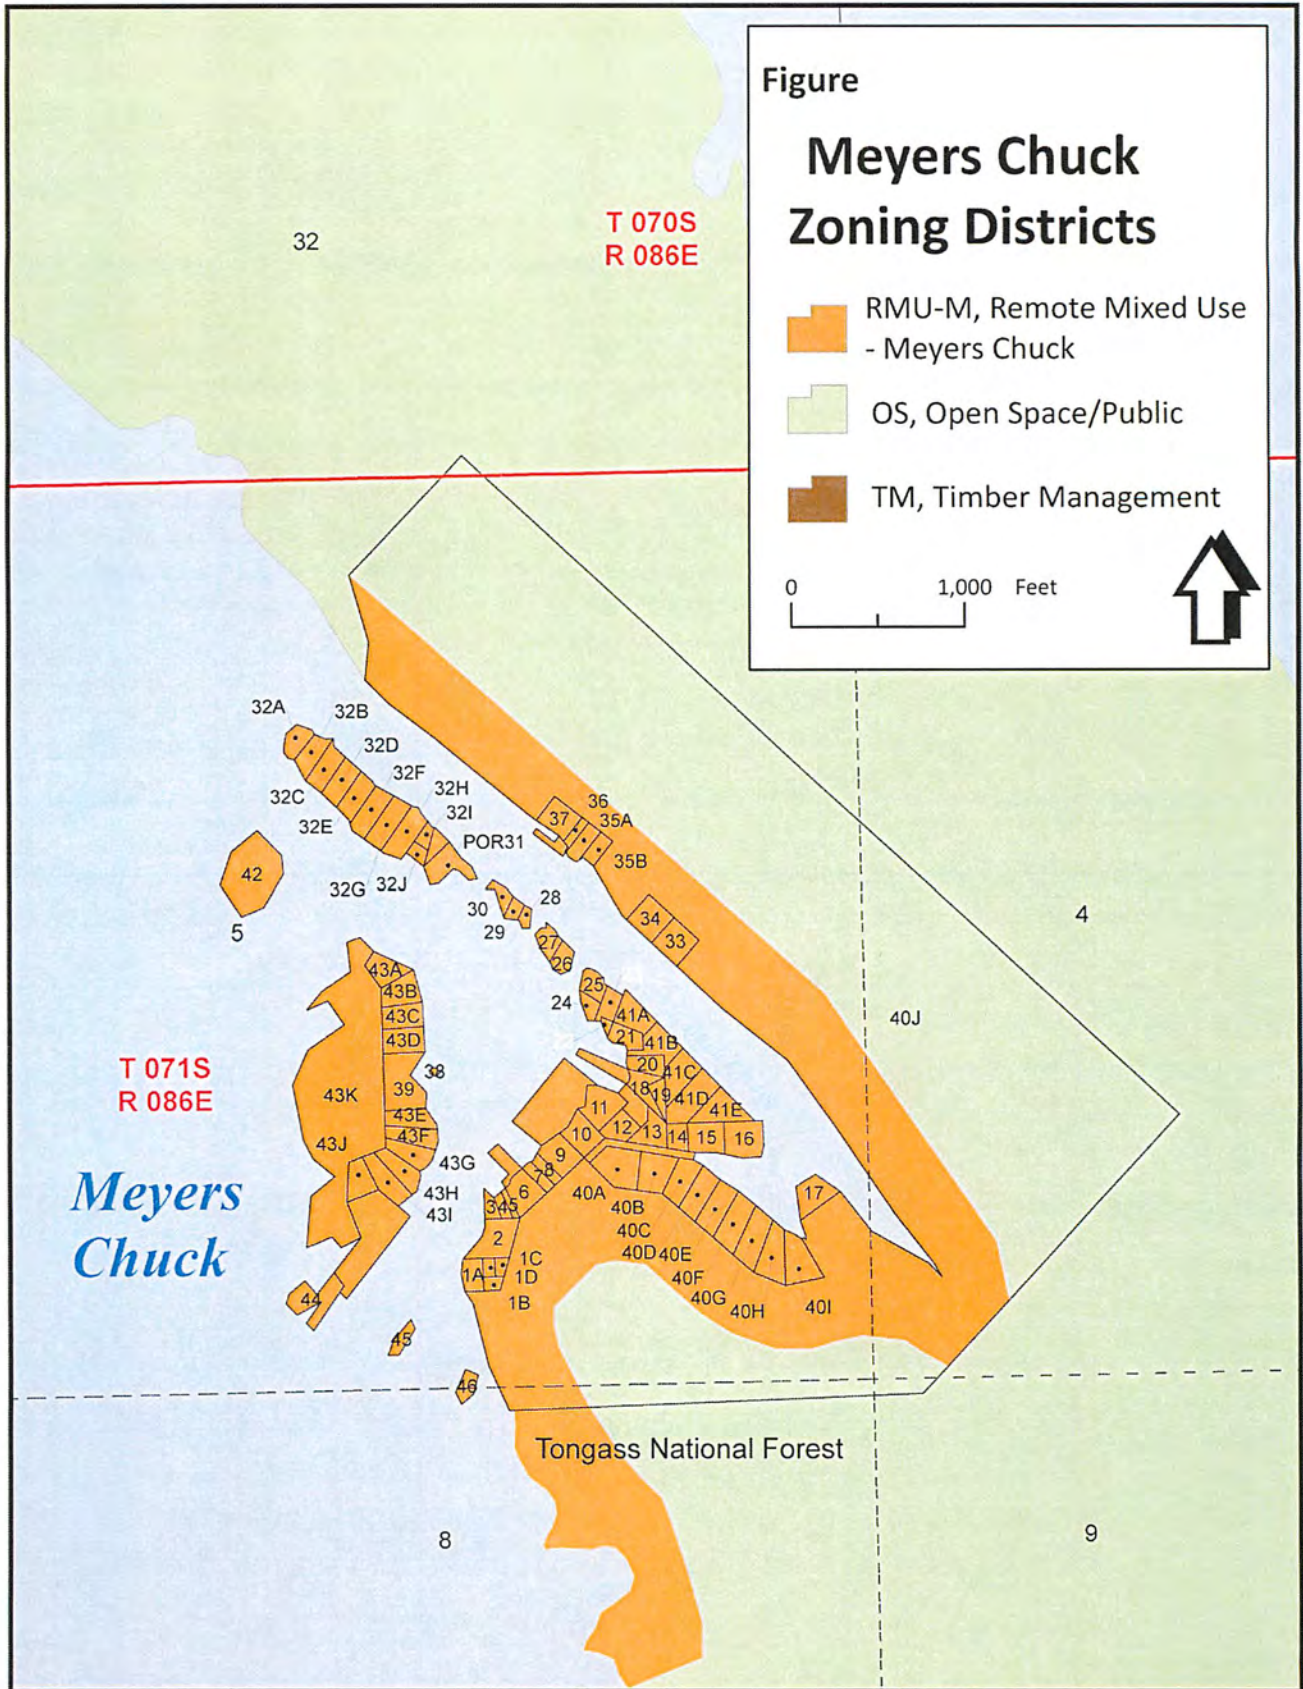 Figure
Meyers Chuck
Zoning Districts
RMU-M, Remote Mixed Use
- Meyers Chuck
OS, Open Space/Public
TM, Timber Management
0 1,000 Feet
32
T 070S
R 086E
32A
32B
32D
32F
32H
32I
32C
32E
32G
32J
POR31
36
37
35A
35B
42
5
30
28
29
34
33
4
27
26
25
24
43A
43B
43C
43D
41A
21
41B
40J
T 071S
R 086E
38
20
41C
43K
39
18
19
41D
41E
43E
11
43F
43J
12
13
14
15
16
10
43G
9
8
7
43H
6
40A
17
43I
3
4
5
40B
2
40C
Meyers
Chuck
40D
40E
1C
1A
1D
40F
1B
40G
40H
40I
44
45
46
Tongass National Forest
8
9